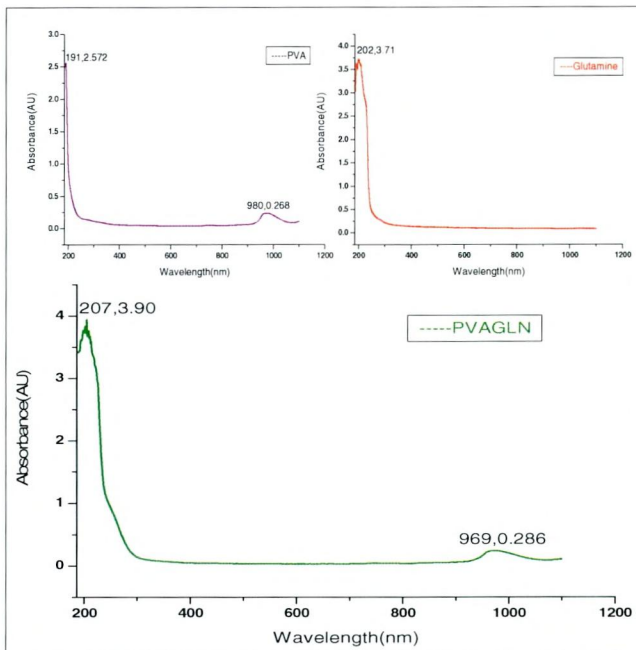 191,2.572
-----PVA
980,0.268
Absorbance(AU)
3.0
2.5
2.0
1.5
1.0
0.5
0.0
200 400 600 800 1000 1200
Wavelength(nm)
202,3.71
----Glutamine
Absorbance(AU)
4.0
3.5
3.0
2.5
2.0
1.5
1.0
0.5
0.0
200 400 600 800 1000 1200
Wavelength(nm)
207,3.90
-----PVAGLN
969,0.286
Absorbance(AU)
4
3
2
1
0
200 400 600 800 1000
Wavelength(nm)